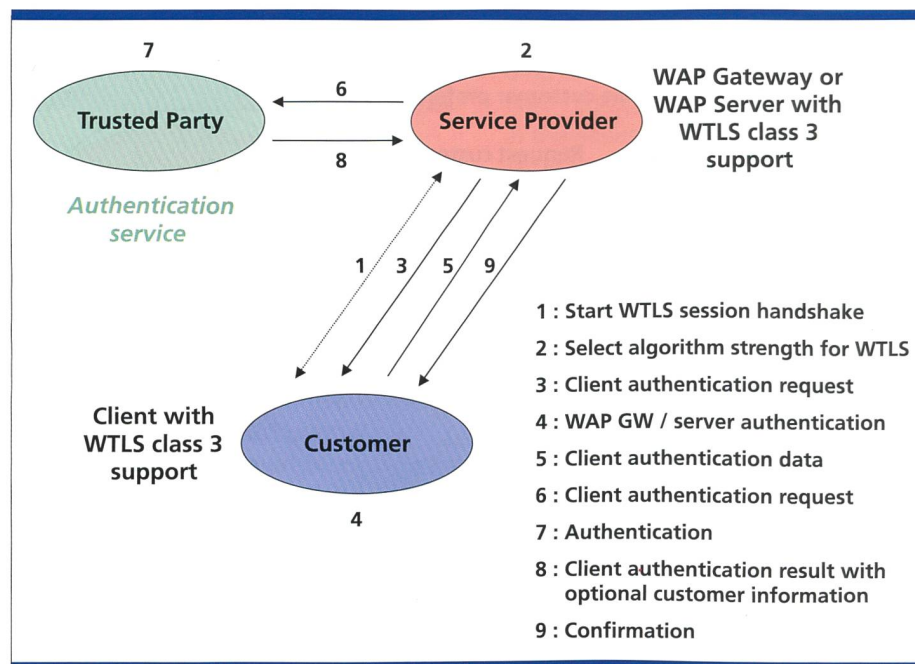 7
2
6
Trusted Party
Service Provider
WAP Gateway or
WAP Server with
WTLS class 3
support
8
Authentication
service
1
3
5
9
1 : Start WTLS session handshake
2 : Select algorithm strength for WTLS
3 : Client authentication request
4 : WAP GW / server authentication
5 : Client authentication data
6 : Client authentication request
7 : Authentication
8 : Client authentication result with
optional customer information
9 : Confirmation
Client with
WTLS class 3
support
Customer
4